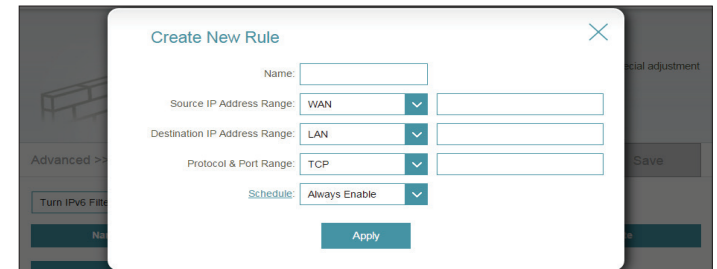 Create New Rule
ecial adjustment
Name:
Source IP Address Range: WAN
Destination IP Address Range: LAN
Protocol & Port Range: TCP
Schedule: Always Enable
Apply
Advanced >>
Save
Turn IPv6 Filte
Na